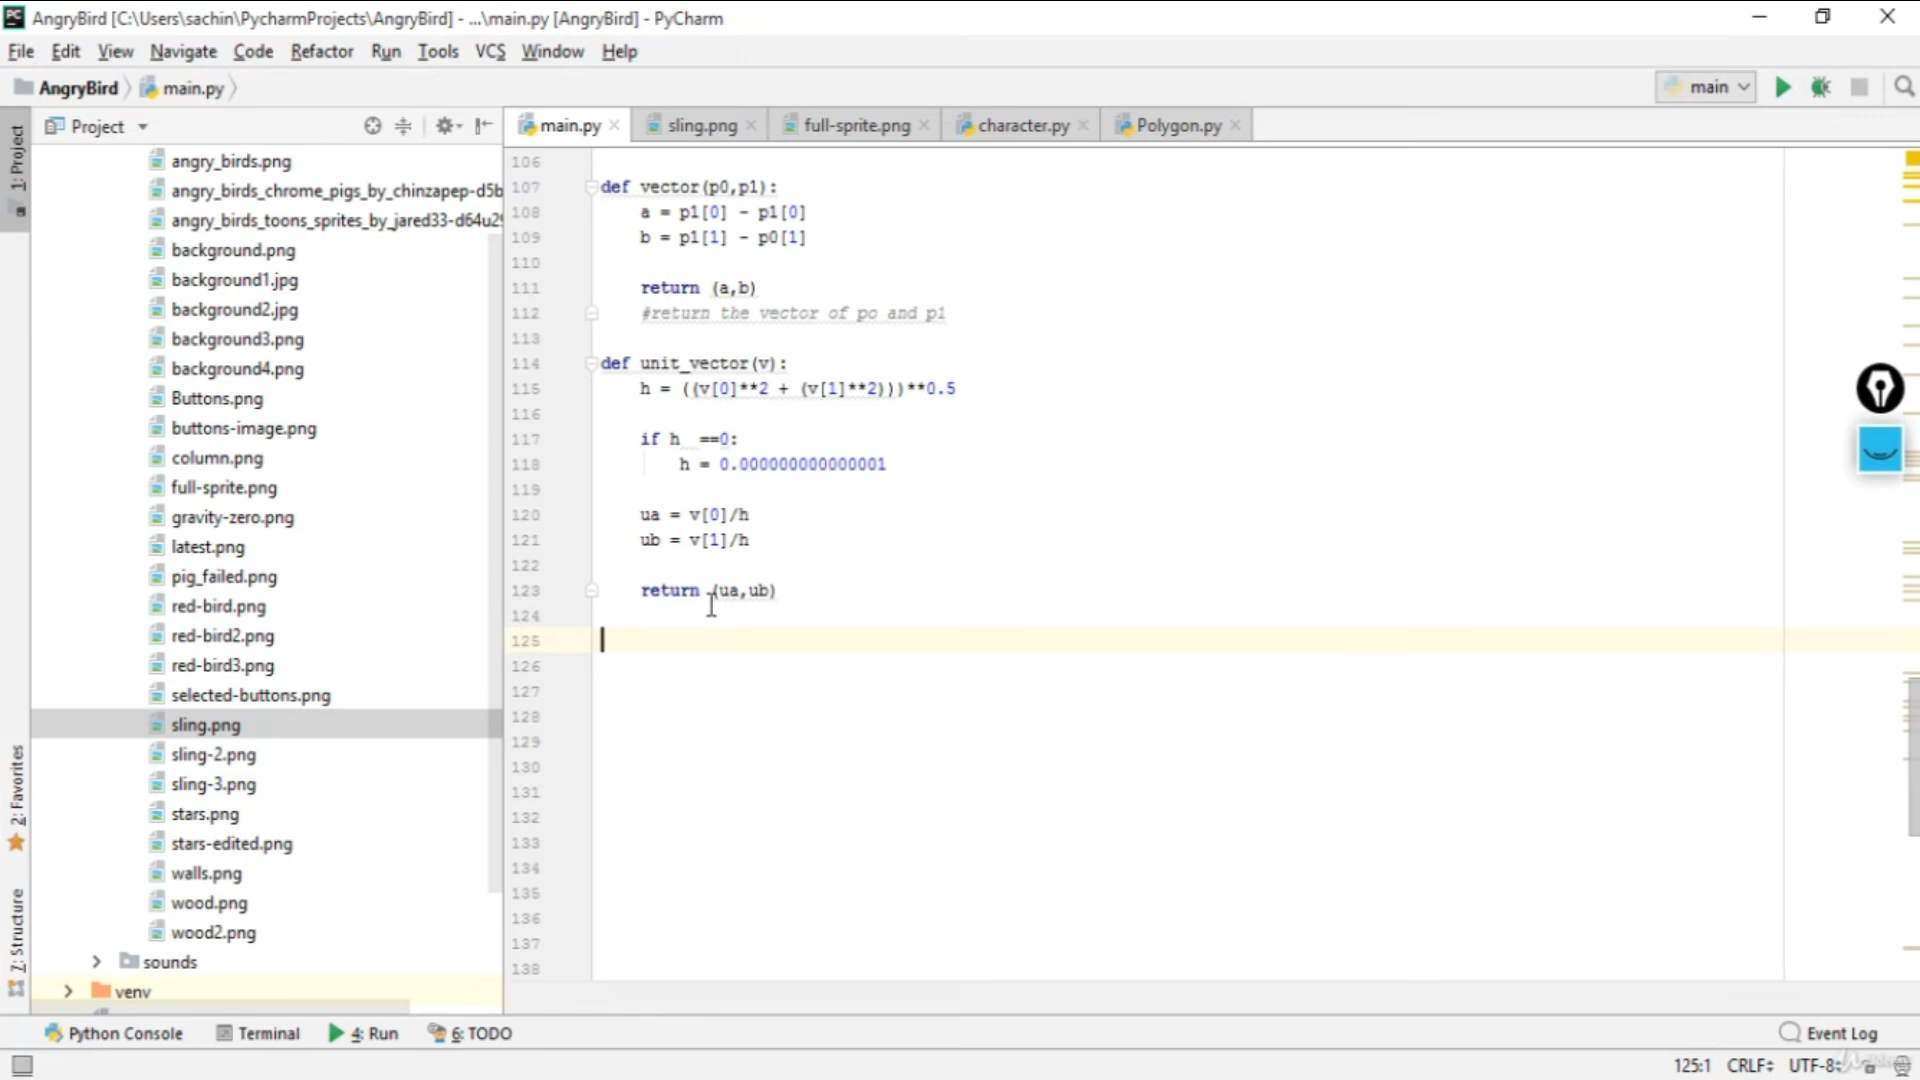 AngryBird [C:\Users\sachin\PycharmProjects\AngryBird] - ...\main.py [AngryBird] - PyCharm
File Edit View Navigate Code Refactor Run Tools VCS Window Help
AngryBird main.py main
1: Project
2: Favorites
7: Structure
Project
angry_birds.png
angry_birds_chrome_pigs_by_chinzapep-d5b
angry_birds_toons_sprites_by_jared33-d64u2
background.png
background1.jpg
background2.jpg
background3.png
background4.png
Buttons.png
buttons-image.png
column.png
full-sprite.png
gravity-zero.png
latest.png
pig_failed.png
red-bird.png
red-bird2.png
red-bird3.png
selected-buttons.png
sling.png
sling-2.png
sling-3.png
stars.png
stars-edited.png
walls.png
wood.png
wood2.png
sounds
venv
main.py sling.png full-sprite.png character.py Polygon.py
106
107 def vector(p0,p1):
108 a = p1[0] - p1[0]
109 b = p1[1] - p0[1]
110
111 return (a,b)
112 #return the vector of po and p1
113
114 def unit_vector(v):
115 h = ((v[0]**2 + (v[1]**2)))**0.5
116
117 if h ==0:
118 h = 0.000000000000001
119
120 ua = v[0]/h
121 ub = v[1]/h
122
123 return (ua,ub)
124
125
126
127
128
129
130
131
132
133
134
135
136
137
138
Python Console Terminal 4: Run 6: TODO Event Log
125:1 CRLF UTF-8